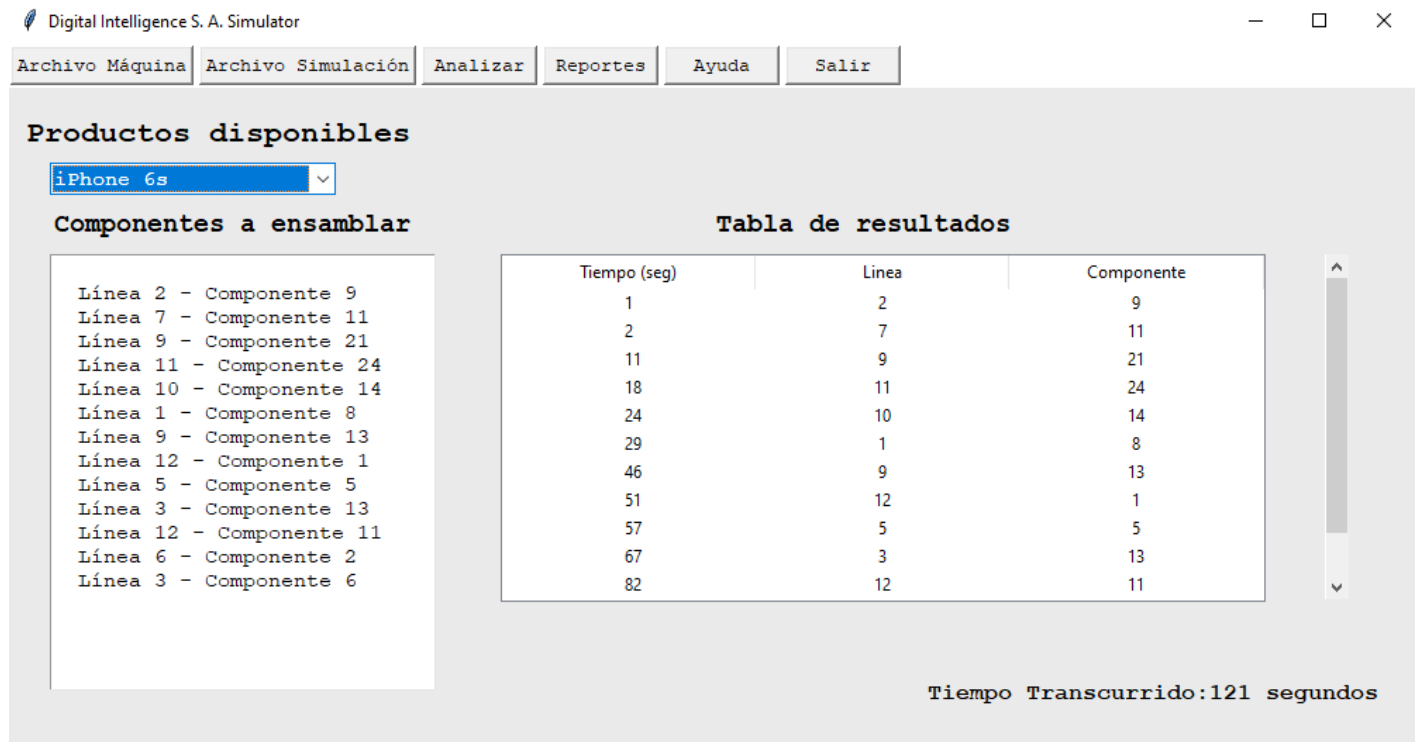 Digital Intelligence S. A. Simulator
Archivo Máquina Archivo Simulación Analizar Reportes Ayuda Salir
Productos disponibles
iPhone 6s
Componentes a ensamblar
Línea 2 - Componente 9
Línea 7 - Componente 11
Línea 9 - Componente 21
Línea 11 - Componente 24
Línea 10 - Componente 14
Línea 1 - Componente 8
Línea 9 - Componente 13
Línea 12 - Componente 1
Línea 5 - Componente 5
Línea 3 - Componente 13
Línea 12 - Componente 11
Línea 6 - Componente 2
Línea 3 - Componente 6
Tabla de resultados
Tiempo (seg) Linea Componente
1 2 9
2 7 11
11 9 21
18 11 24
24 10 14
29 1 8
46 9 13
51 12 1
57 5 5
67 3 13
82 12 11
Tiempo Transcurrido:121 segundos